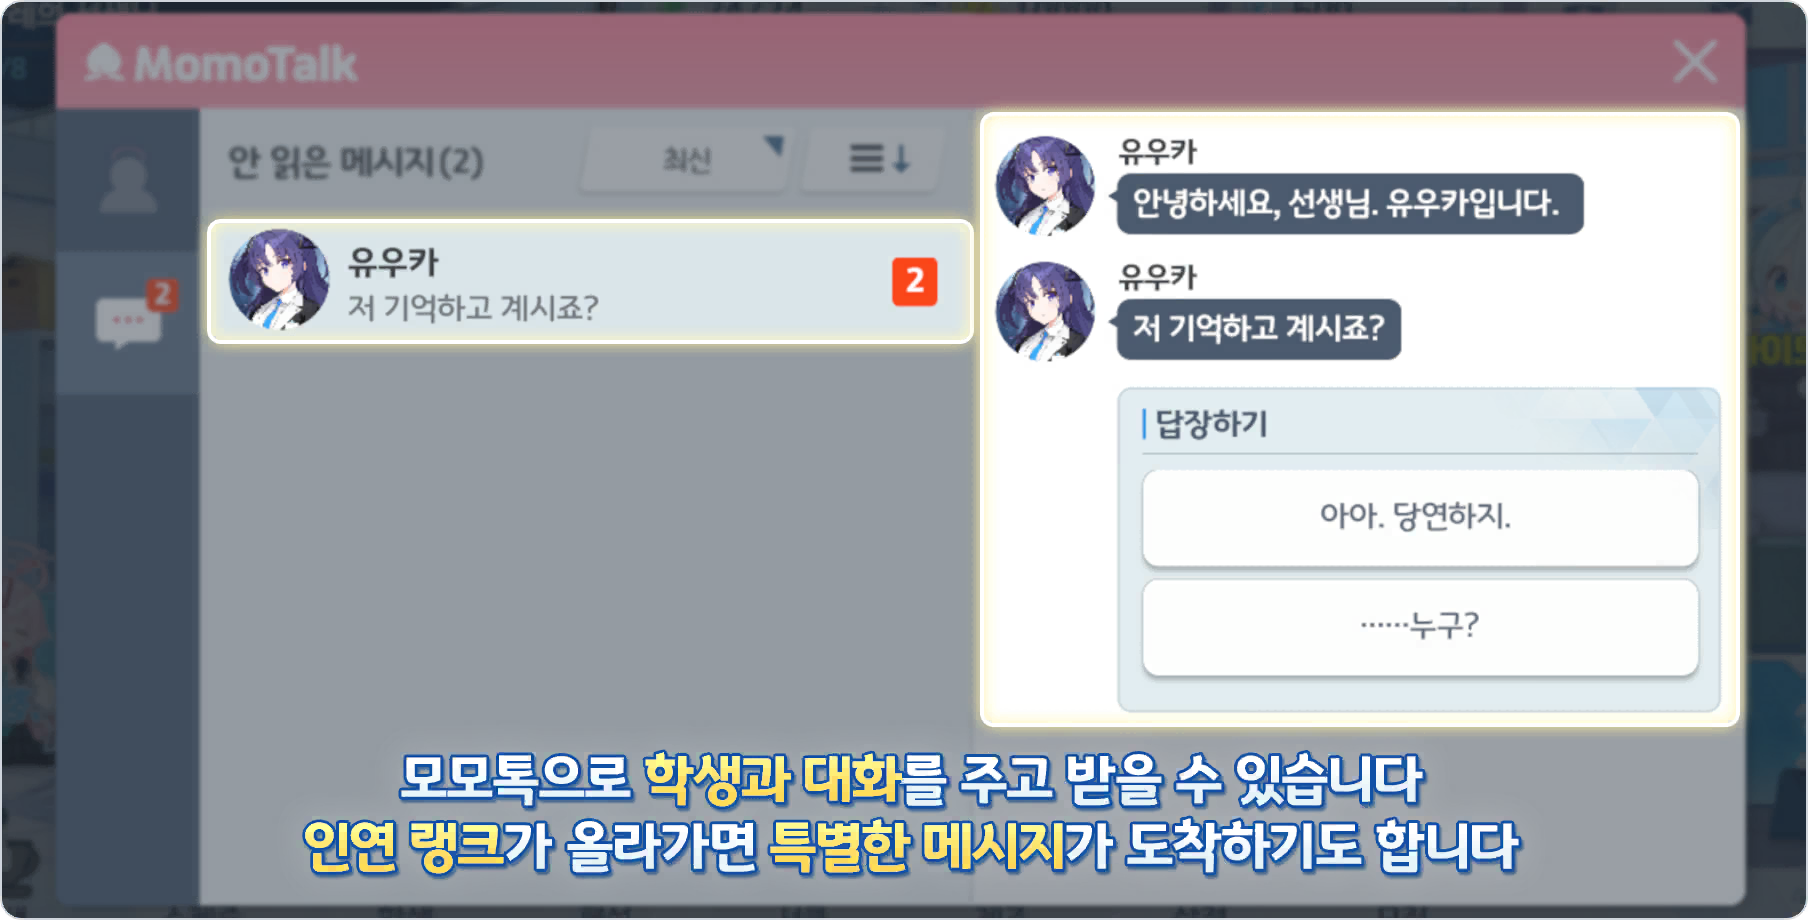 MomoTalk
안 읽은 메시지(2)
최신
유우카
저 기억하고 계시죠?
2
2
유우카
안녕하세요, 선생님. 유우카입니다.
유우카
저 기억하고 계시죠?
답장하기
아아. 당연하지.
······누구?
모모톡으로 학생과 대화를 주고 받을 수 있습니다
인연 랭크가 올라가면 특별한 메시지가 도착하기도 합니다